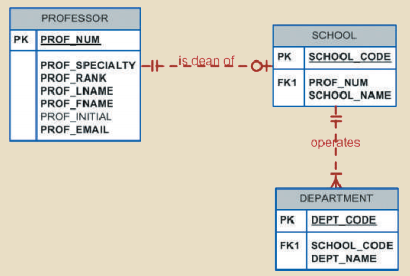 PROFESSOR
PK PROF_NUM
PROF_SPECIALTY
PROF_RANK
PROF_LNAME
PROF_FNAME
PROF_INITIAL
PROF_EMAIL
is dean of
SCHOOL
PK SCHOOL_CODE
FK1 PROF_NUM
SCHOOL_NAME
operates
DEPARTMENT
PK DEPT_CODE
FK1 SCHOOL_CODE
DEPT_NAME